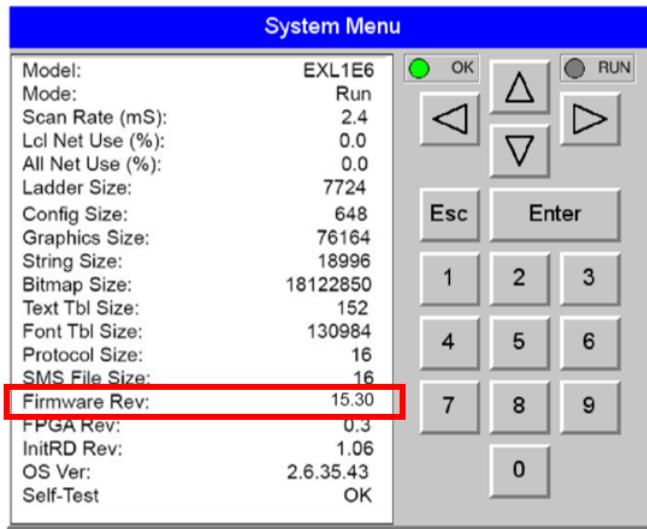 System Menu
Model: EXL1E6
Mode: Run
Scan Rate (mS): 2.4
Lcl Net Use (%): 0.0
All Net Use (%): 0.0
Ladder Size: 7724
Config Size: 648
Graphics Size: 76164
String Size: 18996
Bitmap Size: 18122850
Text Tbl Size: 152
Font Tbl Size: 130984
Protocol Size: 16
SMS File Size: 16
Firmware Rev: 15.30
FPGA Rev: 0.3
InitRD Rev: 1.06
OS Ver: 2.6.35.43
Self-Test OK
OK RUN
Esc Enter
1 2 3
4 5 6
7 8 9
0